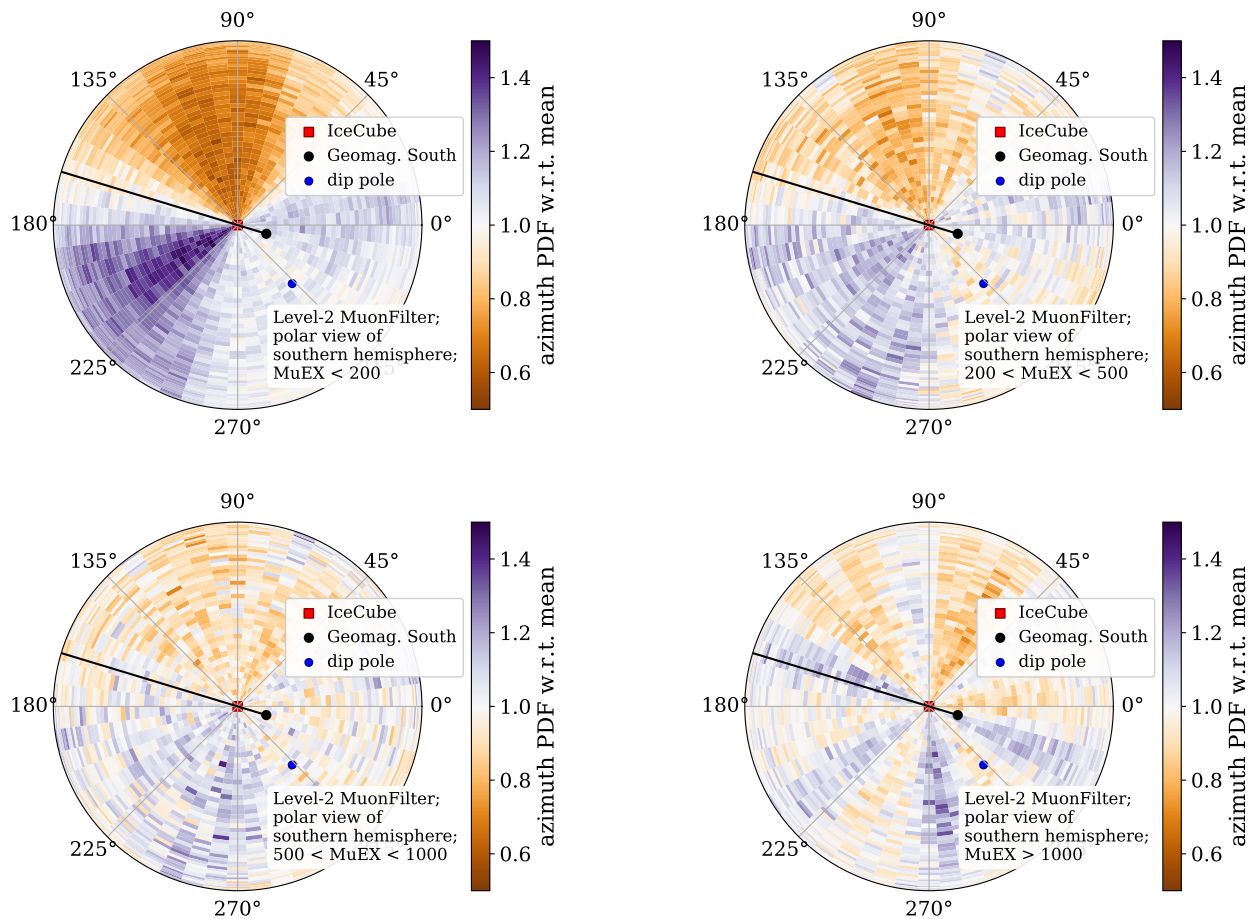 90°
135°
45°
180°
0°
225°
270°
IceCube
Geomag. South
dip pole
Level-2 MuonFilter;
polar view of
southern hemisphere;
MuEX < 200
1.4
1.2
1.0
0.8
0.6
azimuth PDF w.r.t. mean
90°
135°
45°
180°
0°
225°
270°
IceCube
Geomag. South
dip pole
Level-2 MuonFilter;
polar view of
southern hemisphere;
200 < MuEX < 500
1.4
1.2
1.0
0.8
0.6
azimuth PDF w.r.t. mean
90°
135°
45°
180°
0°
225°
270°
IceCube
Geomag. South
dip pole
Level-2 MuonFilter;
polar view of
southern hemisphere;
500 < MuEX < 1000
1.4
1.2
1.0
0.8
0.6
azimuth PDF w.r.t. mean
90°
135°
45°
180°
0°
225°
270°
IceCube
Geomag. South
dip pole
Level-2 MuonFilter;
polar view of
southern hemisphere;
MuEX > 1000
1.4
1.2
1.0
0.8
0.6
azimuth PDF w.r.t. mean